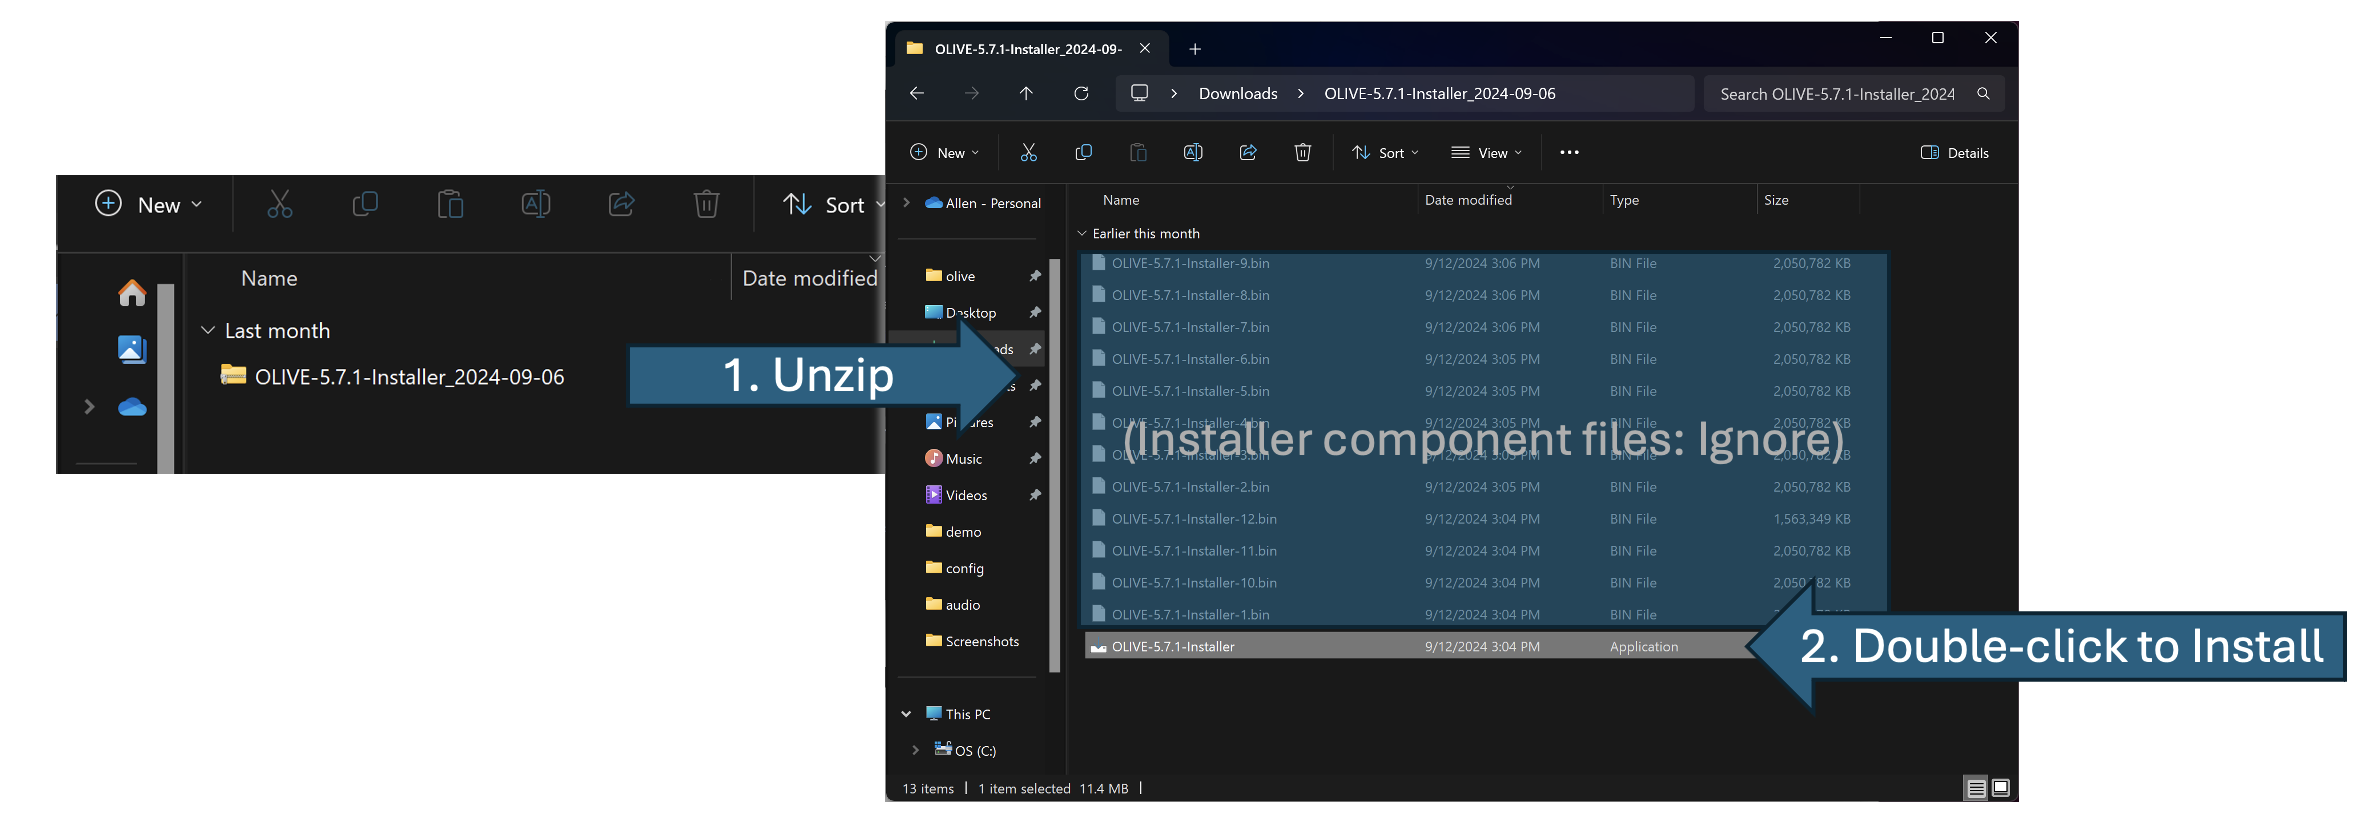 New
Sort
Name
Date modified
Last month
OLIVE-5.7.1-Installer_2024-09-06
1. Unzip
OLIVE-5.7.1-Installer_2024-09-
Downloads > OLIVE-5.7.1-Installer_2024-09-06
Search OLIVE-5.7.1-Installer_2024
New
Sort
View
Details
Allen - Personal
olive
Desktop
ads
ts
Music
Videos
demo
config
audio
Screenshots
This PC
OS (C:)
Name Date modified Type Size
Earlier this month
OLIVE-5.7.1-Installer-9.bin 9/12/2024 3:06 PM BIN File 2,050,782 KB
OLIVE-5.7.1-Installer-8.bin 9/12/2024 3:06 PM BIN File 2,050,782 KB
OLIVE-5.7.1-Installer-7.bin 9/12/2024 3:06 PM BIN File 2,050,782 KB
OLIVE-5.7.1-Installer-6.bin 9/12/2024 3:05 PM BIN File 2,050,782 KB
OLIVE-5.7.1-Installer-5.bin 9/12/2024 3:05 PM BIN File 2,050,782 KB
OLIVE-5.7.1-Installer-4.bin 9/12/2024 3:05 PM BIN File 2,050,782 KB
(Installer component files: Ignore)
OLIVE-5.7.1-Installer-3.bin 9/12/2024 3:05 PM BIN File 2,050,782 KB
OLIVE-5.7.1-Installer-2.bin 9/12/2024 3:05 PM BIN File 2,050,782 KB
OLIVE-5.7.1-Installer-12.bin 9/12/2024 3:04 PM BIN File 1,563,349 KB
OLIVE-5.7.1-Installer-11.bin 9/12/2024 3:04 PM BIN File 2,050,782 KB
OLIVE-5.7.1-Installer-10.bin 9/12/2024 3:04 PM BIN File 2,050,782 KB
OLIVE-5.7.1-Installer-1.bin 9/12/2024 3:04 PM BIN File
OLIVE-5.7.1-Installer 9/12/2024 3:04 PM Application
2. Double-click to Install
13 items 1 item selected 11.4 MB